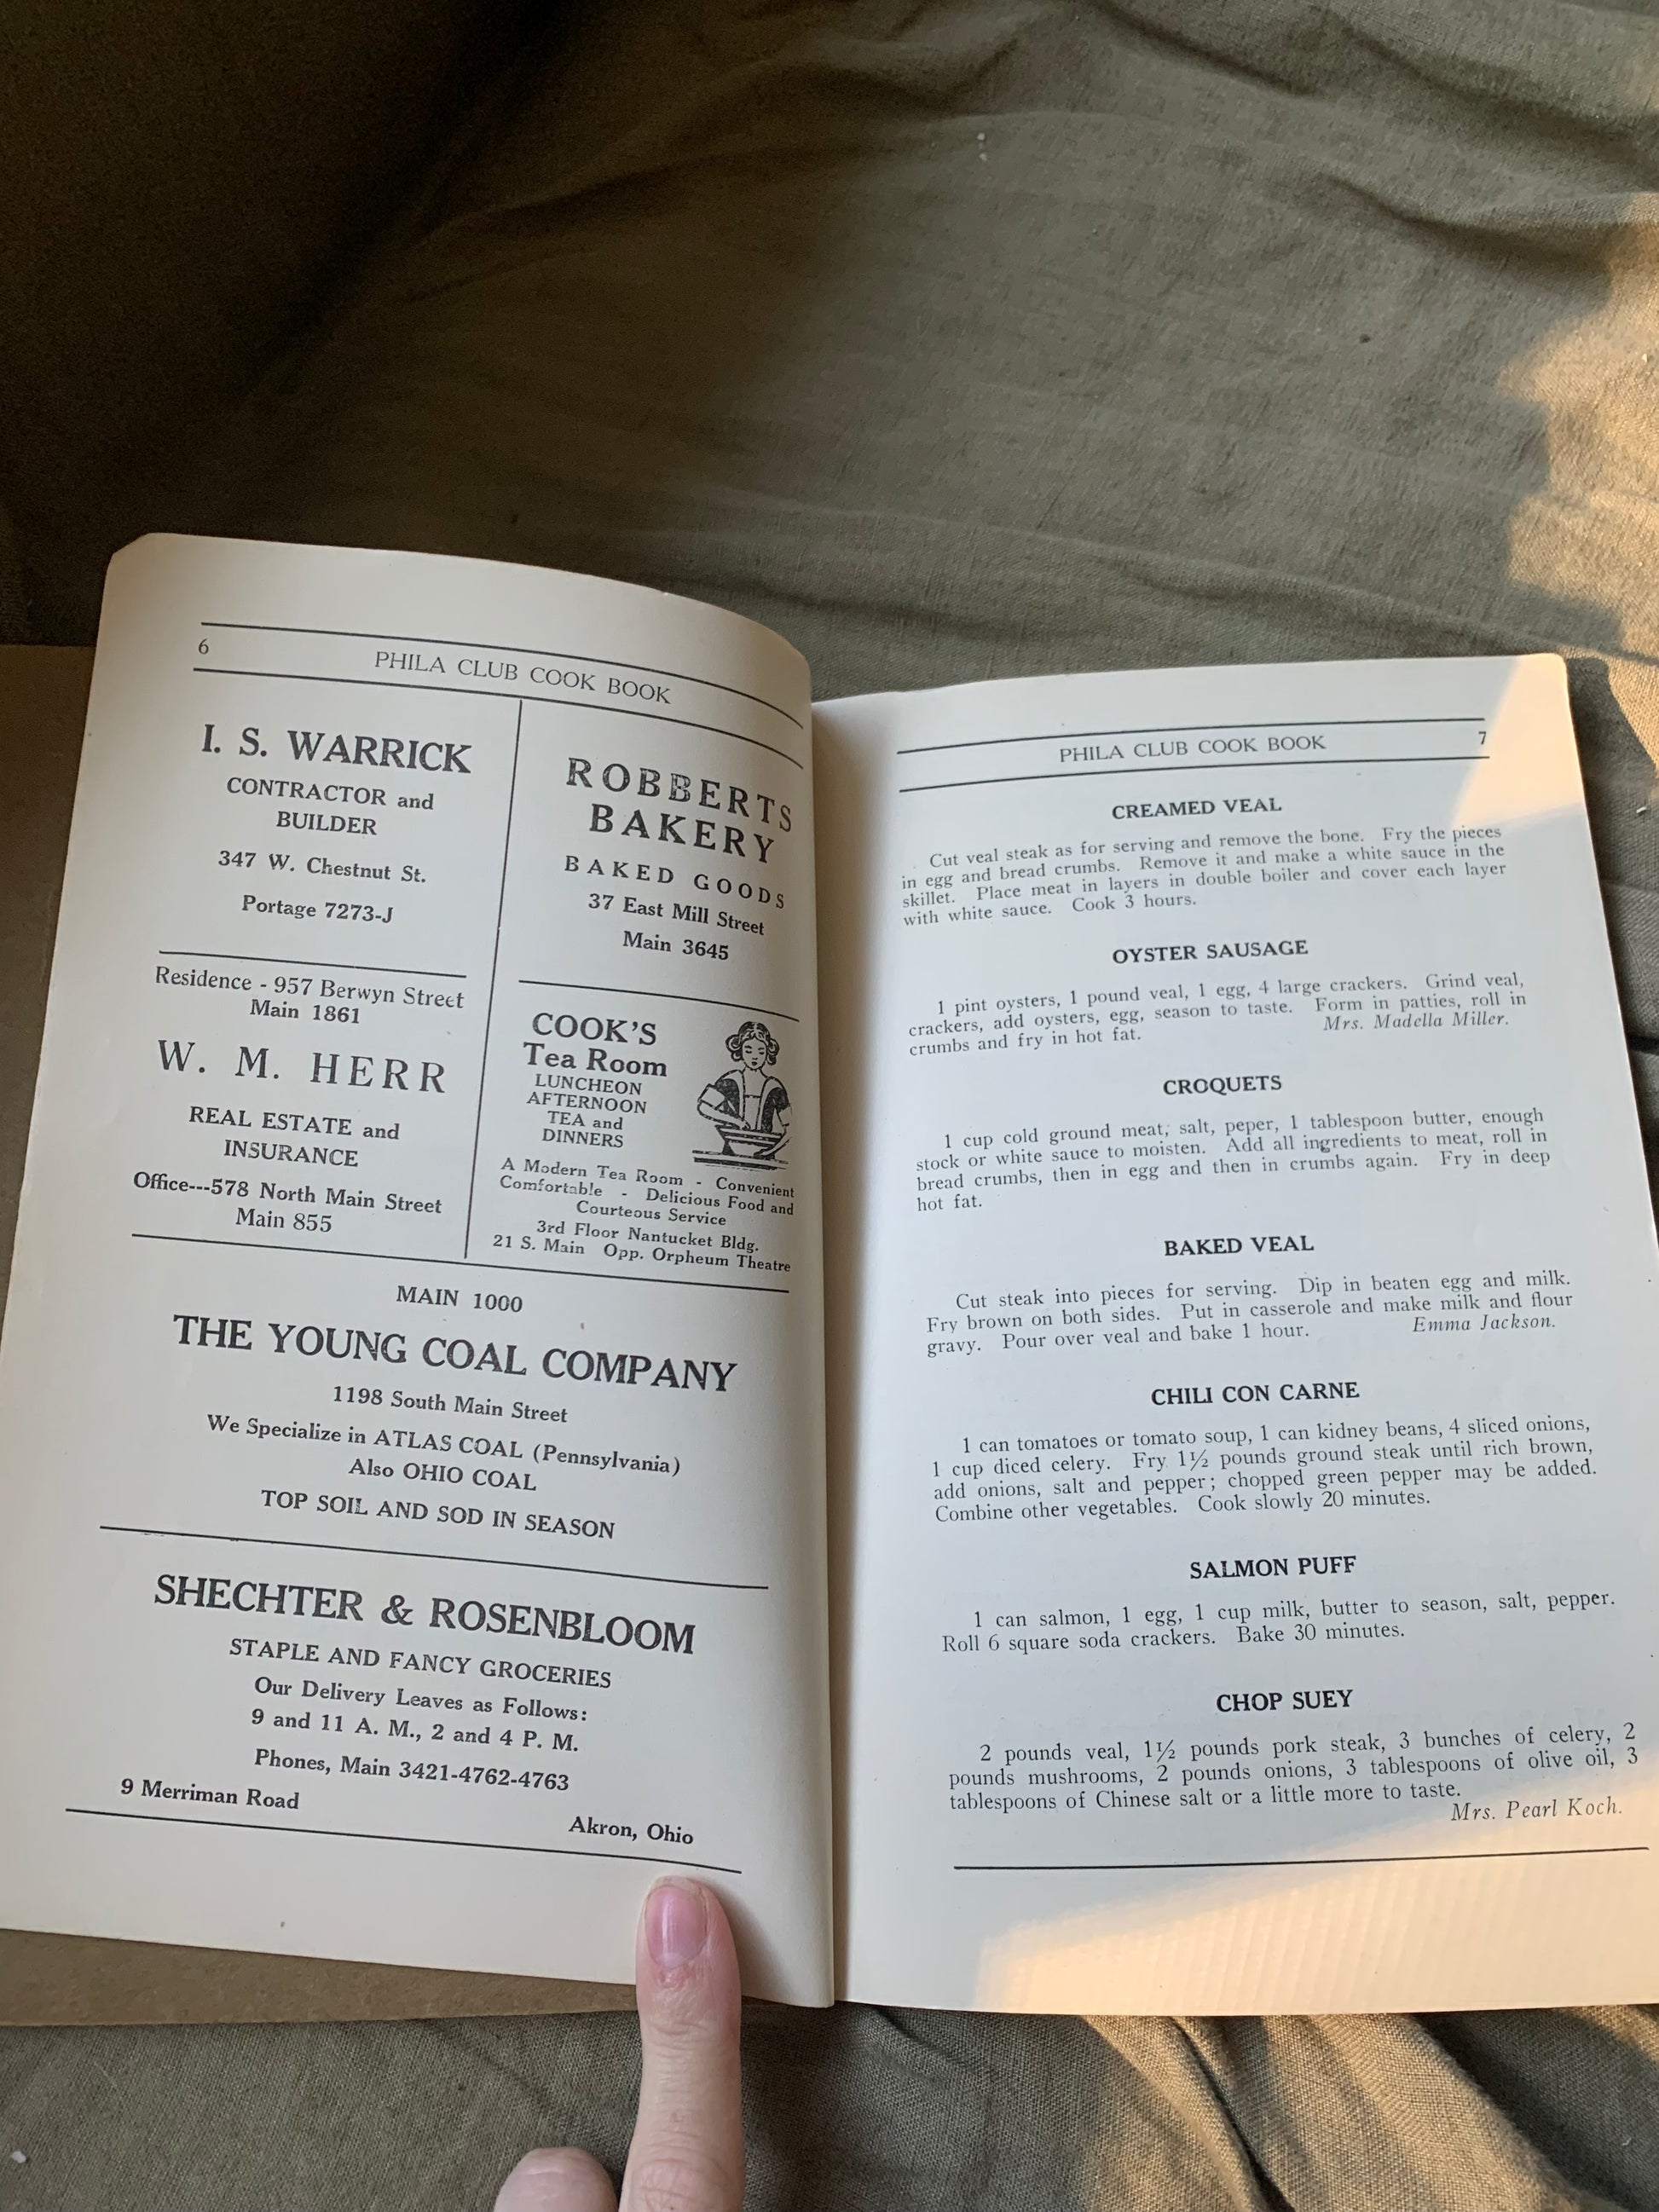 6
PHILA CLUB COOK BOOK
I. S. WARRICK
CONTRACTOR and
BUILDER
347 W. Chestnut St.
Portage 7273-J
Residence - 957 Berwyn Street
Main 1861
W. M. HERR
REAL ESTATE and
INSURANCE
Office---578 North Main Street
Main 855
ROBBERTS
BAKERY
BAKED GOODS
37 East Mill Street
Main 3645
COOK'S
Tea Room
LUNCHEON
AFTERNOON
TEA and
DINNERS
A Modern Tea Room - Convenient
Comfortable - Delicious Food and
Courteous Service
3rd Floor Nantucket Bldg.
21 S. Main Opp. Orpheum Theatre
MAIN 1000
THE YOUNG COAL COMPANY
1198 South Main Street
We Specialize in ATLAS COAL (Pennsylvania)
Also OHIO COAL
TOP SOIL AND SOD IN SEASON
SHECHTER & ROSENBLOOM
STAPLE AND FANCY GROCERIES
Our Delivery Leaves as Follows:
9 and 11 A. M., 2 and 4 P. M.
Phones, Main 3421-4762-4763
9 Merriman Road
Akron, Ohio
PHILA CLUB COOK BOOK 7
CREAMED VEAL
Cut veal steak as for serving and remove the bone. Fry the pieces
in egg and bread crumbs. Remove it and make a white sauce in the
skillet. Place meat in layers in double boiler and cover each layer
with white sauce. Cook 3 hours.
OYSTER SAUSAGE
1 pint oysters, 1 pound veal, 1 egg, 4 large crackers. Grind veal,
crackers, add oysters, egg, season to taste. Form in patties, roll in
crumbs and fry in hot fat. Mrs. Madella Miller.
CROQUETS
1 cup cold ground meat; salt, peper, 1 tablespoon butter, enough
stock or white sauce to moisten. Add all ingredients to meat, roll in
bread crumbs, then in egg and then in crumbs again. Fry in deep
hot fat.
BAKED VEAL
Cut steak into pieces for serving. Dip in beaten egg and milk.
Fry brown on both sides. Put in casserole and make milk and flour
gravy. Pour over veal and bake 1 hour. Emma Jackson.
CHILI CON CARNE
1 can tomatoes or tomato soup, 1 can kidney beans, 4 sliced onions,
1 cup diced celery. Fry 1½ pounds ground steak until rich brown,
add onions, salt and pepper; chopped green pepper may be added.
Combine other vegetables. Cook slowly 20 minutes.
SALMON PUFF
1 can salmon, 1 egg, 1 cup milk, butter to season, salt, pepper.
Roll 6 square soda crackers. Bake 30 minutes.
CHOP SUEY
2 pounds veal, 1½ pounds pork steak, 3 bunches of celery, 2
pounds mushrooms, 2 pounds onions, 3 tablespoons of olive oil, 3
tablespoons of Chinese salt or a little more to taste.
Mrs. Pearl Koch.